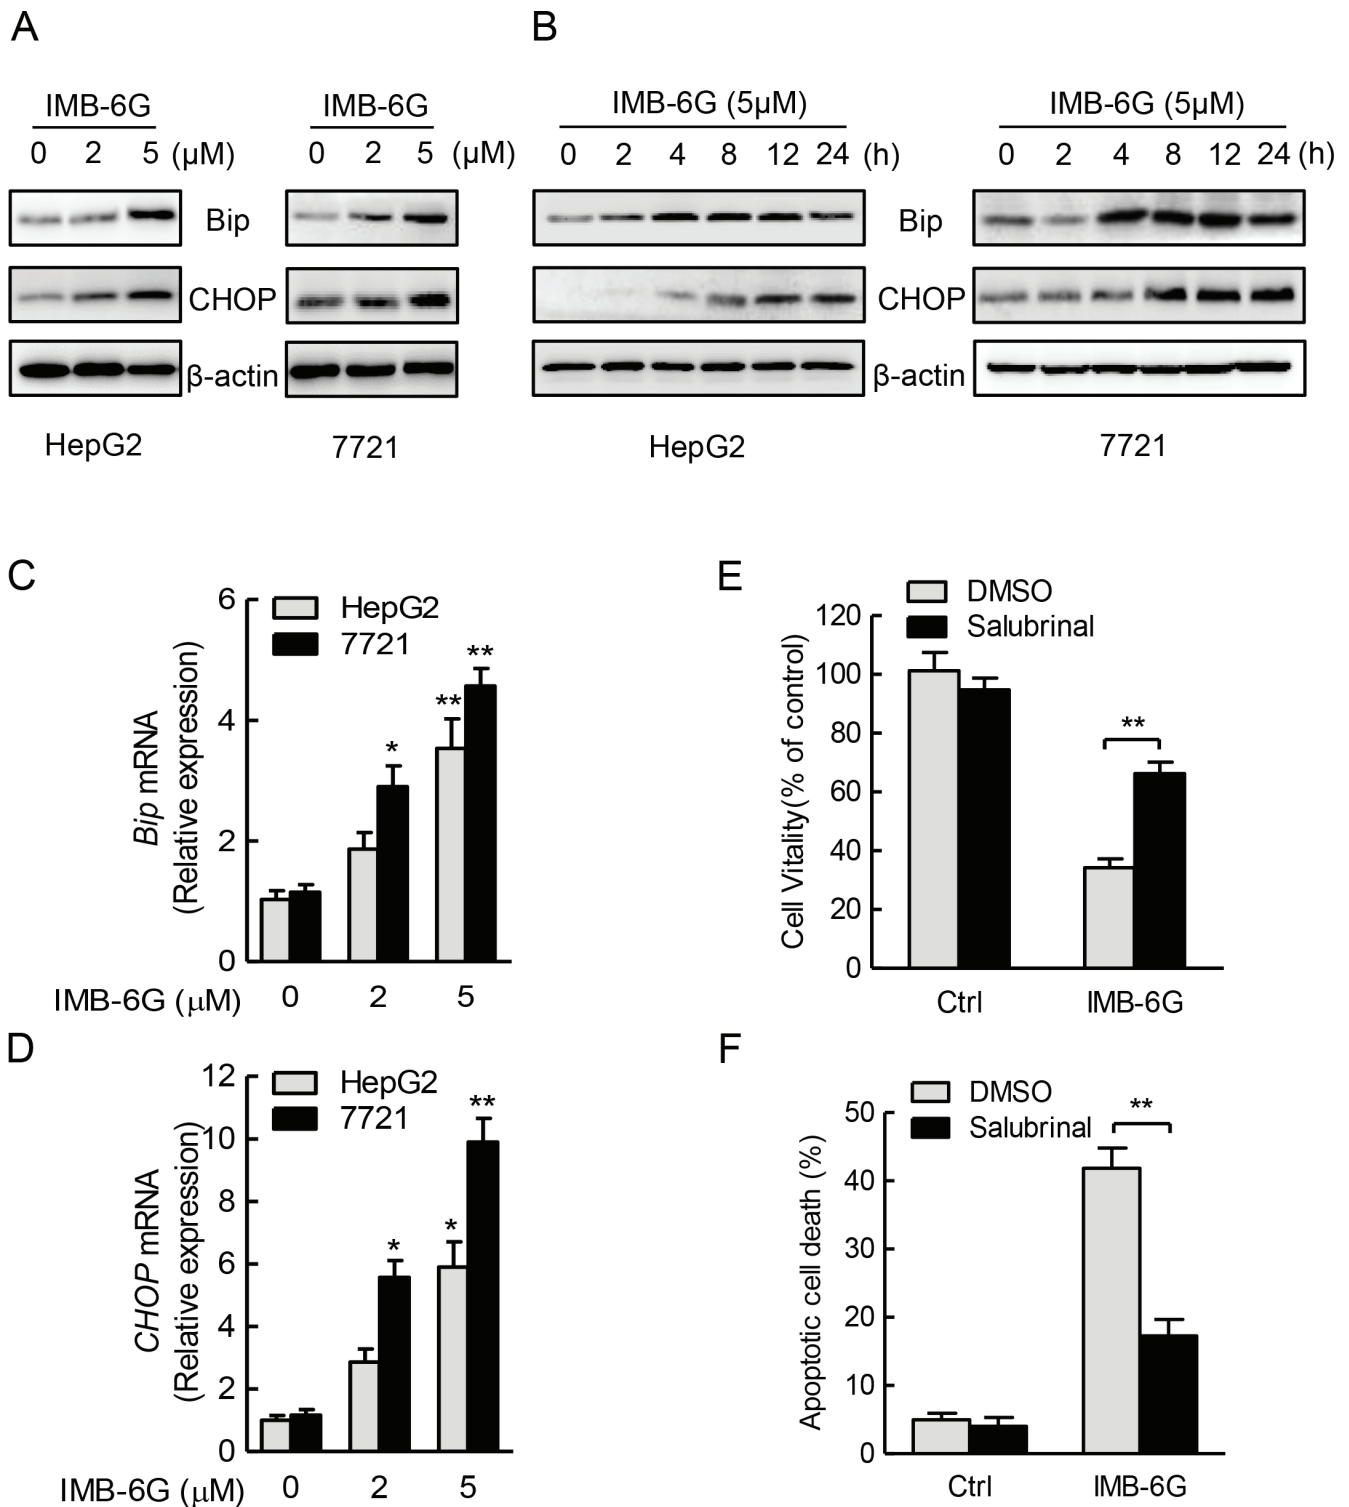 A
B
IMB-6G
IMB-6G
IMB-6G (5μM)
IMB-6G (5μM)
0 2 5 (μM)
0 2 5 (μM)
0 2 4 8 12 24 (h)
0 2 4 8 12 24 (h)
Bip
Bip
CHOP
CHOP
β-actin
β-actin
HepG2
7721
HepG2
7721
C
HepG2
7721
6
4
2
0
Bip mRNA
(Relative expression)
*
**
**
IMB-6G (μM) 0 2 5
D
HepG2
7721
12
10
8
6
4
2
0
CHOP mRNA
(Relative expression)
*
*
**
IMB-6G (μM) 0 2 5
E
DMSO
Salubrinal
120
100
80
60
40
20
0
Cell Vitality(% of control)
**
Ctrl IMB-6G
F
DMSO
Salubrinal
50
40
30
20
10
0
Apoptotic cell death (%)
**
Ctrl IMB-6G